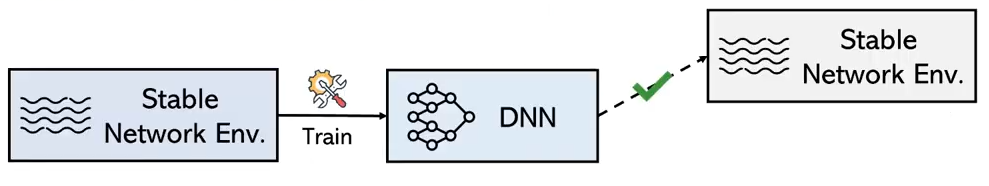 Stable
Network Env.
Train
DNN
Stable
Network Env.